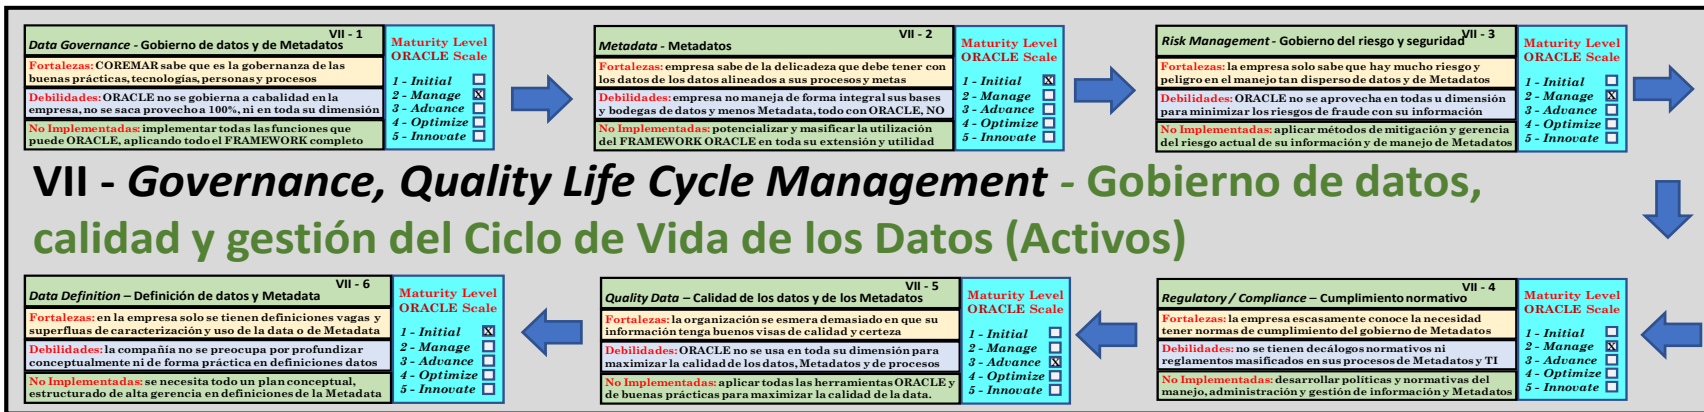 VII - 1
Data Governance - Gobierno de datos y de Metadatos
Fortalezas: COREMAR sabe que es la gobernanza de las
buenas prácticas, tecnologías, personas y procesos
Debilidades: ORACLE no se gobierna a cabalidad en la
empresa, no se saca provecho a 100%, ni en toda su dimensión
No Implementadas: implementar todas las funciones que
puede ORACLE, aplicando todo el FRAMEWORK completo
Maturity Level
ORACLE Scale
1 - Initial
2 - Manage X
3 - Advance
4 - Optimize
5 - Innovate
VII - 2
Metadata - Metadatos
Fortalezas: empresa sabe de la delicadeza que debe tener con
los datos de los datos alineados a sus procesos y metas
Debilidades: empresa no maneja de forma integral sus bases
y bodegas de datos y menos Metadata, todo con ORACLE, NO
No Implementadas: potencializar y masificar la utilización
del FRAMEWORK ORACLE en toda su extensión y utilidad
Maturity Level
ORACLE Scale
1 - Initial X
2 - Manage
3 - Advance
4 - Optimize
5 - Innovate
VII - 3
Risk Management - Gobierno del riesgo y seguridad
Fortalezas: la empresa solo sabe que hay mucho riesgo y
peligro en el manejo tan disperso de datos y de Metadatos
Debilidades: ORACLE no se aprovecha en todas su dimensión
para minimizar los riesgos de fraude con su información
No Implementadas: aplicar métodos de mitigación y gerencia
del riesgo actual de su información y de manejo de Metadatos
Maturity Level
ORACLE Scale
1 - Initial
2 - Manage X
3 - Advance
4 - Optimize
5 - Innovate
VII - Governance, Quality Life Cycle Management - Gobierno de datos,
calidad y gestión del Ciclo de Vida de los Datos (Activos)
VII - 6
Data Definition – Definición de datos y Metadata
Fortalezas: en la empresa solo se tienen definiciones vagas y
superfluas de caracterización y uso de la data o de Metadata
Debilidades: la compañía no se preocupa por profundizar
conceptualmente ni de forma práctica en definiciones datos
No Implementadas: se necesita todo un plan conceptual,
estructurado de alta gerencia en definiciones de la Metadata
Maturity Level
ORACLE Scale
1 - Initial X
2 - Manage
3 - Advance
4 - Optimize
5 - Innovate
VII - 5
Quality Data – Calidad de los datos y de los Metadatos
Fortalezas: la organización se esmera demasiado en que su
información tenga buenos visas de calidad y certeza
Debilidades: ORACLE no se usa en toda su dimensión para
maximizar la calidad de los datos, Metadatos y de procesos
No Implementadas: aplicar todas las herramientas ORACLE y
de buenas prácticas para maximizar la calidad de la data.
Maturity Level
ORACLE Scale
1 - Initial
2 - Manage
3 - Advance X
4 - Optimize
5 - Innovate
VII - 4
Regulatory / Compliance – Cumplimiento normativo
Fortalezas: la empresa escasamente conoce la necesidad
tener normas de cumplimiento del gobierno de Metadatos
Debilidades: no se tienen decálogos normativos ni
reglamentos masificados en sus procesos de Metadatos y TI
No Implementadas: desarrollar políticas y normativas del
manejo, administración y gestión de información y Metadatos
Maturity Level
ORACLE Scale
1 - Initial
2 - Manage X
3 - Advance
4 - Optimize
5 - Innovate